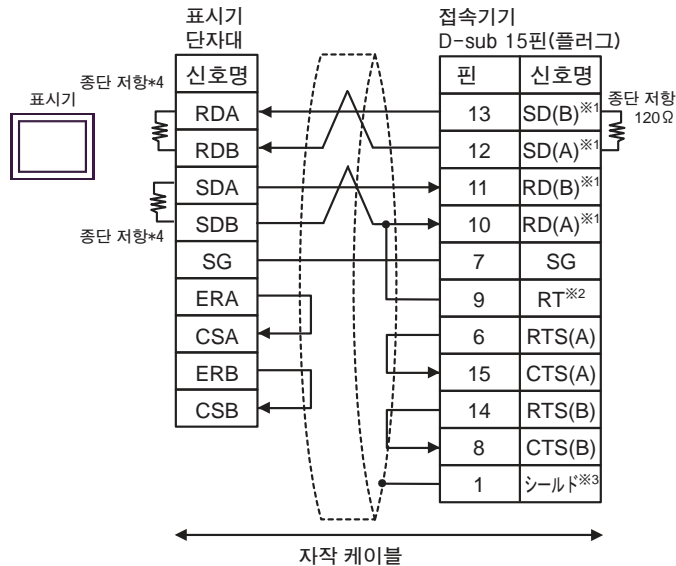 표시기
단자대
접속기기
D-sub 15핀(플러그)
표시기
종단 저항*4
종단 저항*4
신호명
RDA
RDB
SDA
SDB
SG
ERA
CSA
ERB
CSB
핀 신호명
13 SD(B)※1
12 SD(A)※1
11 RD(B)※1
10 RD(A)※1
7 SG
9 RT※2
6 RTS(A)
15 CTS(A)
14 RTS(B)
8 CTS(B)
1 シールド※3
종단 저항
120Ω
자작 케이블